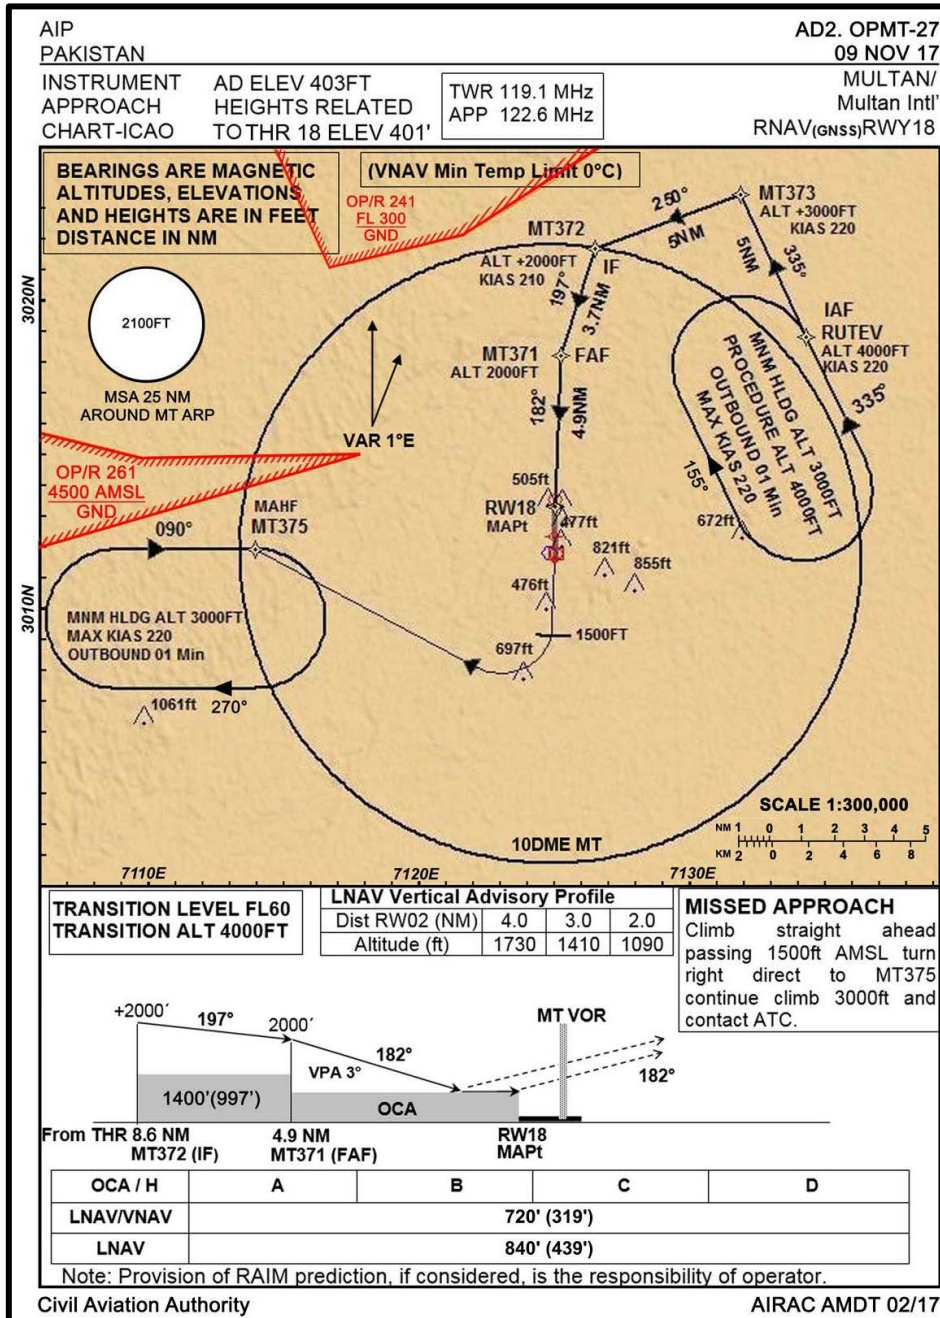 AIP
PAKISTAN
AD2. OPMT-27
09 NOV 17
INSTRUMENT
APPROACH
CHART-ICAO
AD ELEV 403FT
HEIGHTS RELATED
TO THR 18 ELEV 401'
TWR 119.1 MHz
APP 122.6 MHz
MULTAN/
Multan Intl'
RNAV(GNSS)RWY18
BEARINGS ARE MAGNETIC
ALTITUDES, ELEVATIONS
AND HEIGHTS ARE IN FEET
DISTANCE IN NM
(VNAV Min Temp Limit 0°C)
OP/R 241
FL 300
GND
250°
5NM
MT373
ALT +3000FT
KIAS 220
MT372
IF
ALT +2000FT
KIAS 210
335°
5NM
197°
3.7NM
3020N
2100FT
MSA 25 NM
AROUND MT ARP
IAF
RUTEV
ALT 4000FT
KIAS 220
MT371
ALT 2000FT
FAF
MNM HLDG ALT 3000FT
PROCEDURE ALT 4000FT
OUTBOUND 01 Min
MAX KIAS 220
335°
155°
182°
4.9NM
VAR 1°E
OP/R 261
4500 AMSL
GND
505ft
RW18
MAPt
477ft
672ft
MAHF
MT375
090°
821ft
855ft
476ft
3010N
MNM HLDG ALT 3000FT
MAX KIAS 220
OUTBOUND 01 Min
1500FT
697ft
270°
1061ft
SCALE 1:300,000
NM 1 0 1 2 3 4 5
KM 2 0 2 4 6 8
10DME MT
7110E
7120E
7130E
TRANSITION LEVEL FL60
TRANSITION ALT 4000FT
LNAV Vertical Advisory Profile
Dist RW02 (NM) 4.0 3.0 2.0
Altitude (ft) 1730 1410 1090
MISSED APPROACH
Climb straight ahead
passing 1500ft AMSL turn
right direct to MT375
continue climb 3000ft and
contact ATC.
+2000´
197°
2000´
182°
VPA 3°
MT VOR
182°
1400'(997')
OCA
From THR 8.6 NM
MT372 (IF)
4.9 NM
MT371 (FAF)
RW18
MAPt
OCA / H A B C D
LNAV/VNAV 720' (319')
LNAV 840' (439')
Note: Provision of RAIM prediction, if considered, is the responsibility of operator.
Civil Aviation Authority
AIRAC AMDT 02/17